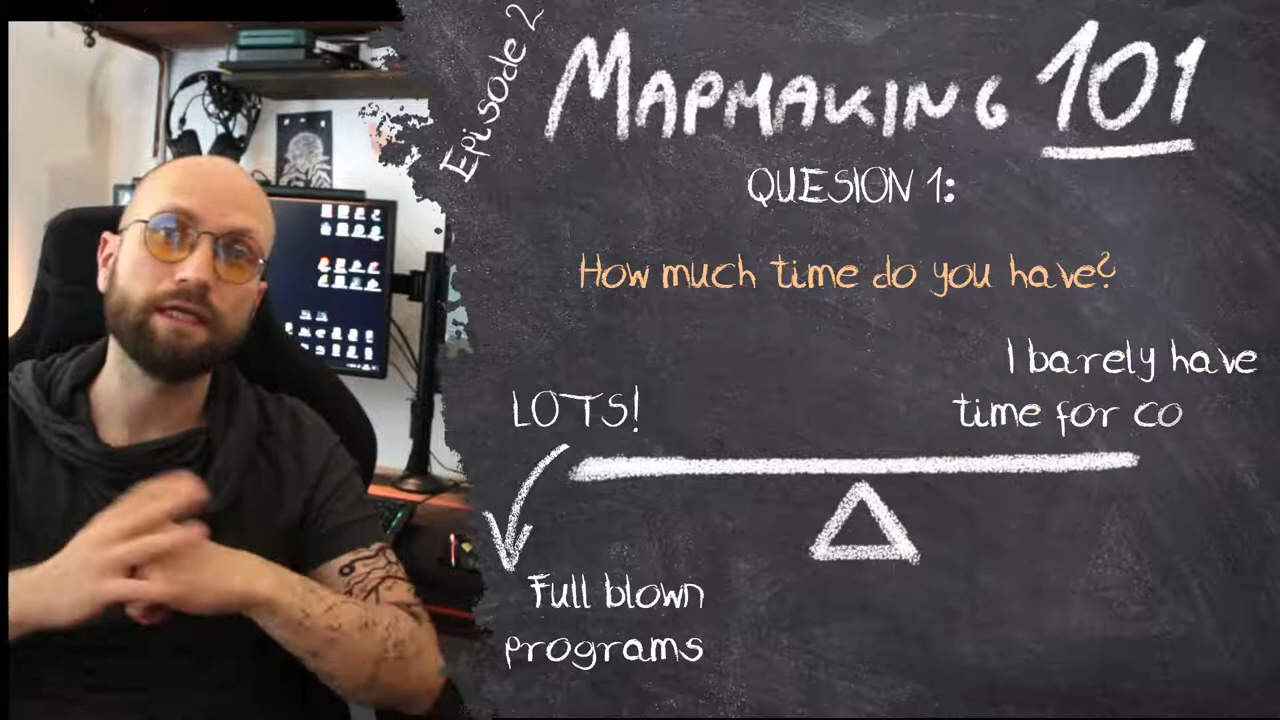 Episode 2
MAPMAKING 101
QUESION 1:
How much time do you have?
I barely have
time for co
LOTS!
Full blown
programs